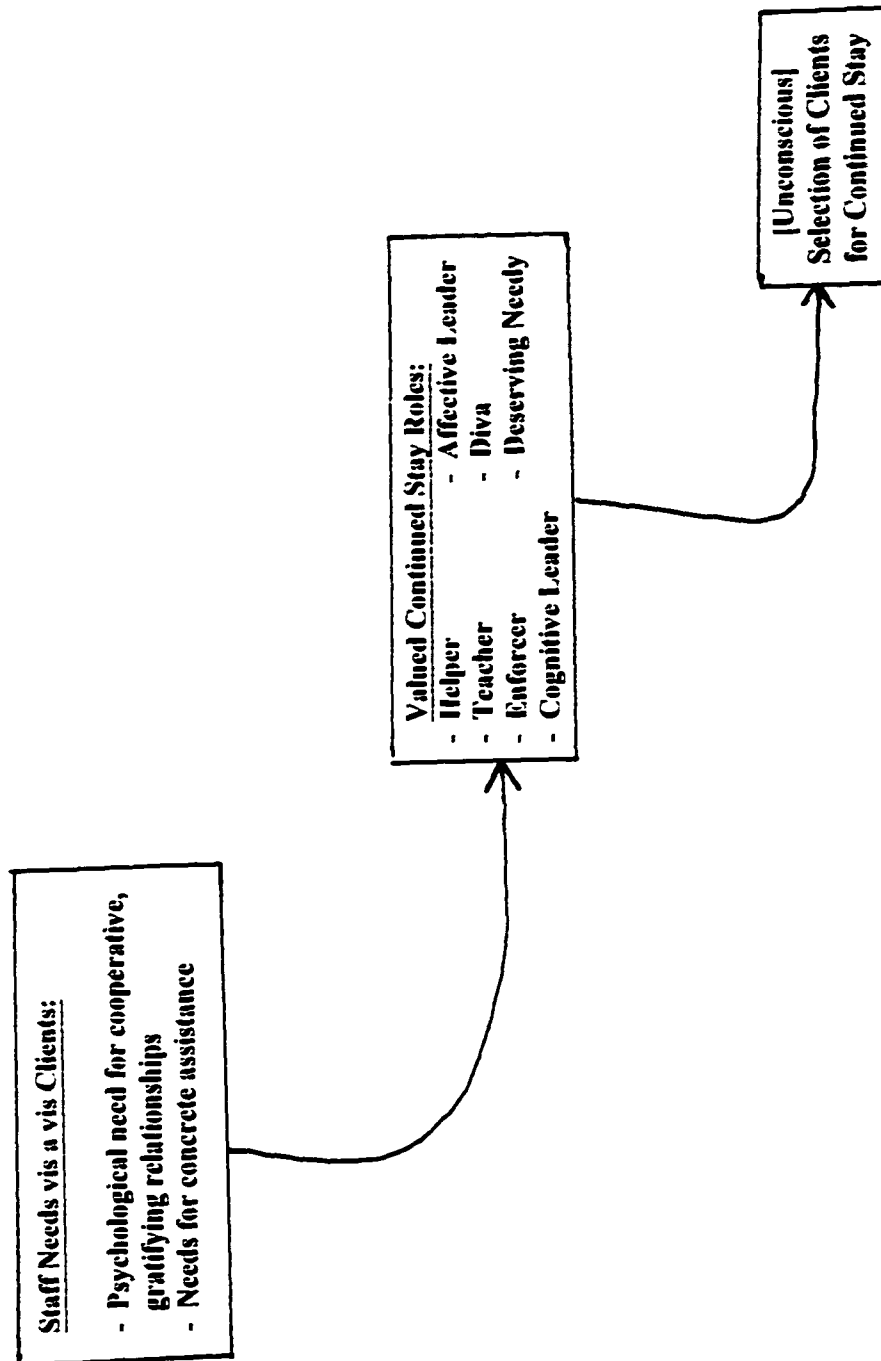 Staff Needs vis a vis Clients:
- Psychological need for cooperative,
gratifying relationships
- Needs for concrete assistance
Valued Continued Stay Roles:
- Helper - Affective Leader
- Teacher - Diva
- Enforcer - Deserving Needy
- Cognitive Leader
[Unconscious]
Selection of Clients
for Continued Stay